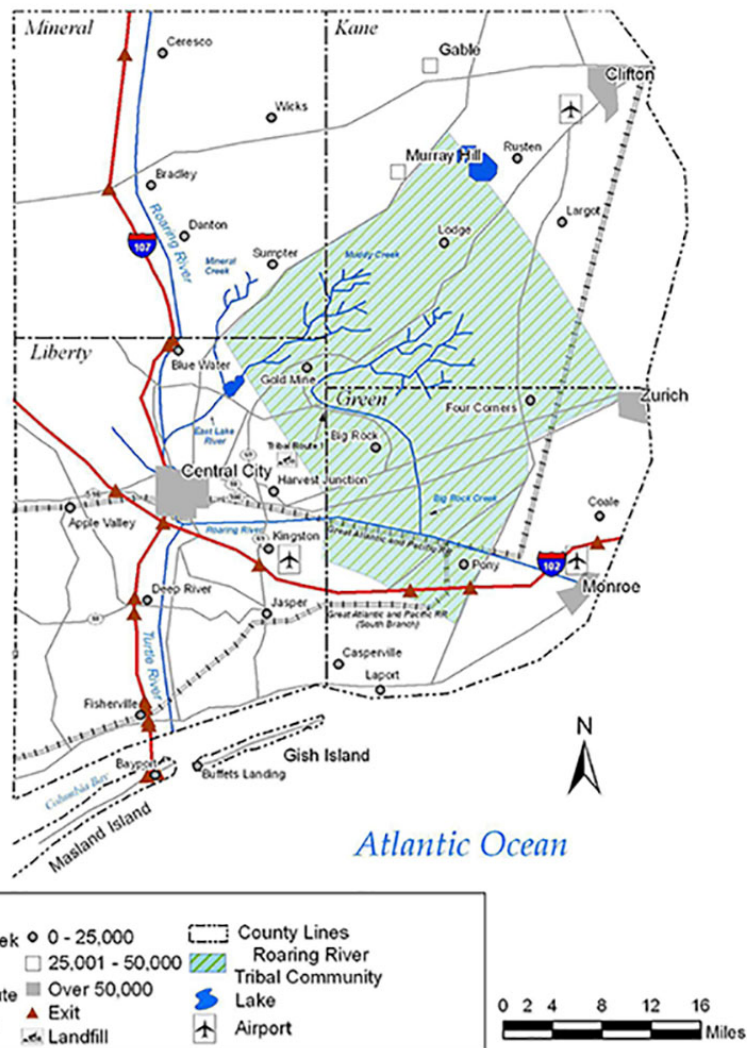 Mineral
Kane
Ceresco
Gable
Clifton
Wicks
Murray Hill
Rusten
Bradley
Roaring River
Danton
Largot
107
Lodge
Mineral
Creek
Sumpter
Muddy Creek
Liberty
Blue Water
Gold Mine
Green
Zurich
Four Corners
East Lake
River
Big Rock
Tribal Route 1
Central City
Harvest Junction
Big Rock Creek
Coale
Apple Valley
Roaring River
Great Atlantic and Pacific RR
Kingston
Pony
102
Monroe
Deep River
Jasper
Great Atlantic and Pacific RR
(South Branch)
Turtle River
Casperville
Laport
Fisherville
N
Gish Island
Bayport
Buffets Landing
Columbia Bay
Masland Island
Atlantic Ocean
ek
0 - 25,000
County Lines
25,001 - 50,000
Roaring River
Tribal Community
ute
Over 50,000
Lake
Exit
Airport
Landfill
0 2 4 8 12 16
Miles